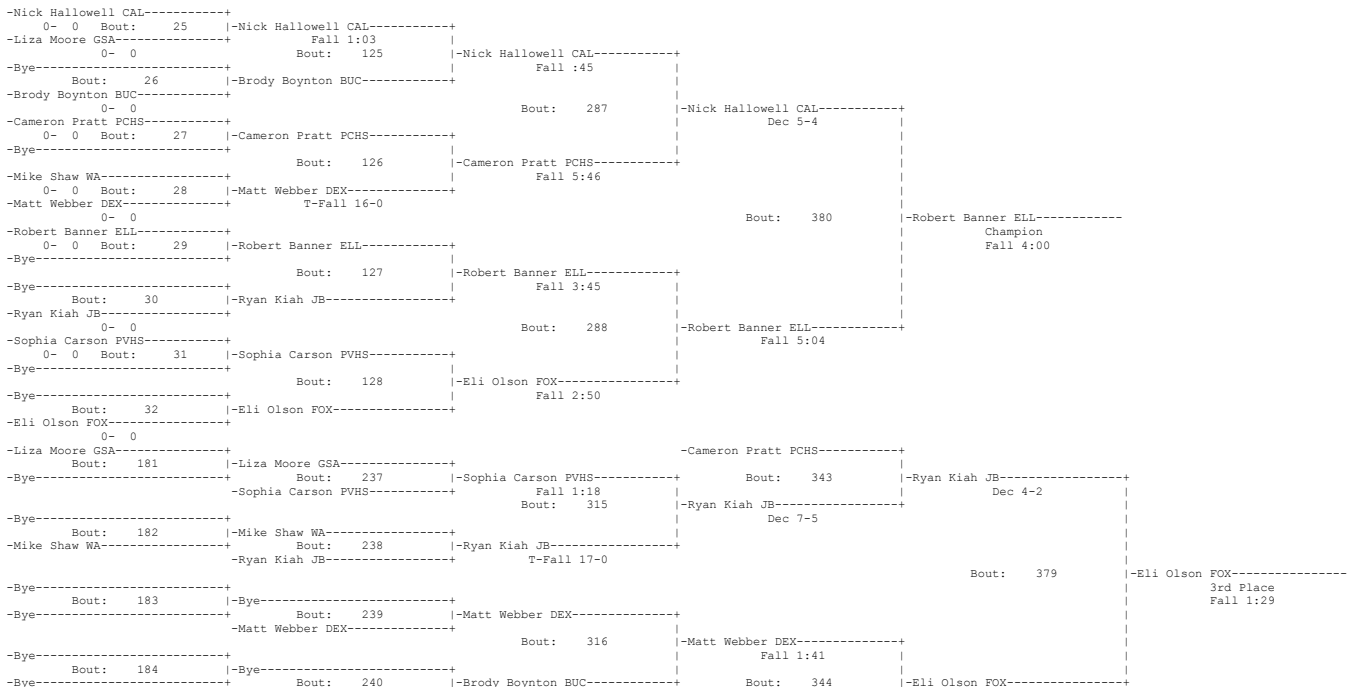 -Nick Hallowell CAL-----------+
0- 0 Bout: 25 |-Nick Hallowell CAL-----------+
-Liza Moore GSA---------------+ Fall 1:03 |
0- 0 Bout: 125 |-Nick Hallowell CAL-----------+
-Bye--------------------------+ | Fall :45 |
Bout: 26 |-Brody Boynton BUC------------+ |
-Brody Boynton BUC------------+ |
0- 0 Bout: 287 |-Nick Hallowell CAL-----------+
-Cameron Pratt PCHS-----------+ | Dec 5-4 |
0- 0 Bout: 27 |-Cameron Pratt PCHS-----------+ | |
-Bye--------------------------+ | | |
Bout: 126 |-Cameron Pratt PCHS-----------+ |
-Mike Shaw WA-----------------+ | Fall 5:46 |
0- 0 Bout: 28 |-Matt Webber DEX--------------+ |
-Matt Webber DEX--------------+ T-Fall 16-0 |
0- 0 Bout: 380 |-Robert Banner ELL------------
-Robert Banner ELL------------+ | Champion
0- 0 Bout: 29 |-Robert Banner ELL------------+ | Fall 4:00
-Bye--------------------------+ | |
Bout: 127 |-Robert Banner ELL------------+ |
-Bye--------------------------+ | Fall 3:45 | |
Bout: 30 |-Ryan Kiah JB-----------------+ | |
-Ryan Kiah JB-----------------+ | |
0- 0 Bout: 288 |-Robert Banner ELL------------+
-Sophia Carson PVHS-----------+ | Fall 5:04
0- 0 Bout: 31 |-Sophia Carson PVHS-----------+ |
-Bye--------------------------+ | |
Bout: 128 |-Eli Olson FOX----------------+
-Bye--------------------------+ | Fall 2:50
Bout: 32 |-Eli Olson FOX----------------+
-Eli Olson FOX----------------+
0- 0
-Liza Moore GSA---------------+ -Cameron Pratt PCHS-----------+
Bout: 181 |-Liza Moore GSA---------------+ |
-Bye--------------------------+ Bout: 237 |-Sophia Carson PVHS-----------+ Bout: 343 |-Ryan Kiah JB-----------------+
-Sophia Carson PVHS-----------+ Fall 1:18 | | Dec 4-2 |
Bout: 315 |-Ryan Kiah JB-----------------+ |
-Bye--------------------------+ | Dec 7-5 |
Bout: 182 |-Mike Shaw WA-----------------+ | |
-Mike Shaw WA-----------------+ Bout: 238 |-Ryan Kiah JB-----------------+ |
-Ryan Kiah JB-----------------+ T-Fall 17-0 |
Bout: 379 |-Eli Olson FOX----------------
-Bye--------------------------+ | 3rd Place
Bout: 183 |-Bye--------------------------+ | Fall 1:29
-Bye--------------------------+ Bout: 239 |-Matt Webber DEX--------------+ |
-Matt Webber DEX--------------+ | |
Bout: 316 |-Matt Webber DEX--------------+ |
-Bye--------------------------+ | Fall 1:41 | |
Bout: 184 |-Bye--------------------------+ | | |
-Bye--------------------------+ Bout: 240 |-Brody Boynton BUC------------+ Bout: 344 |-Eli Olson FOX----------------+